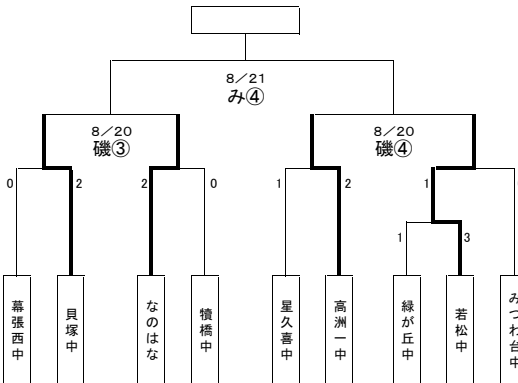 8／21
み④
8／20
磯③
8／20
磯④
0
2
2
0
1
2
1
1
3
幕張西中
貝塚中
なのはな
犢橋中
星久喜中
高洲一中
緑が丘中
若松中
みつわ台中